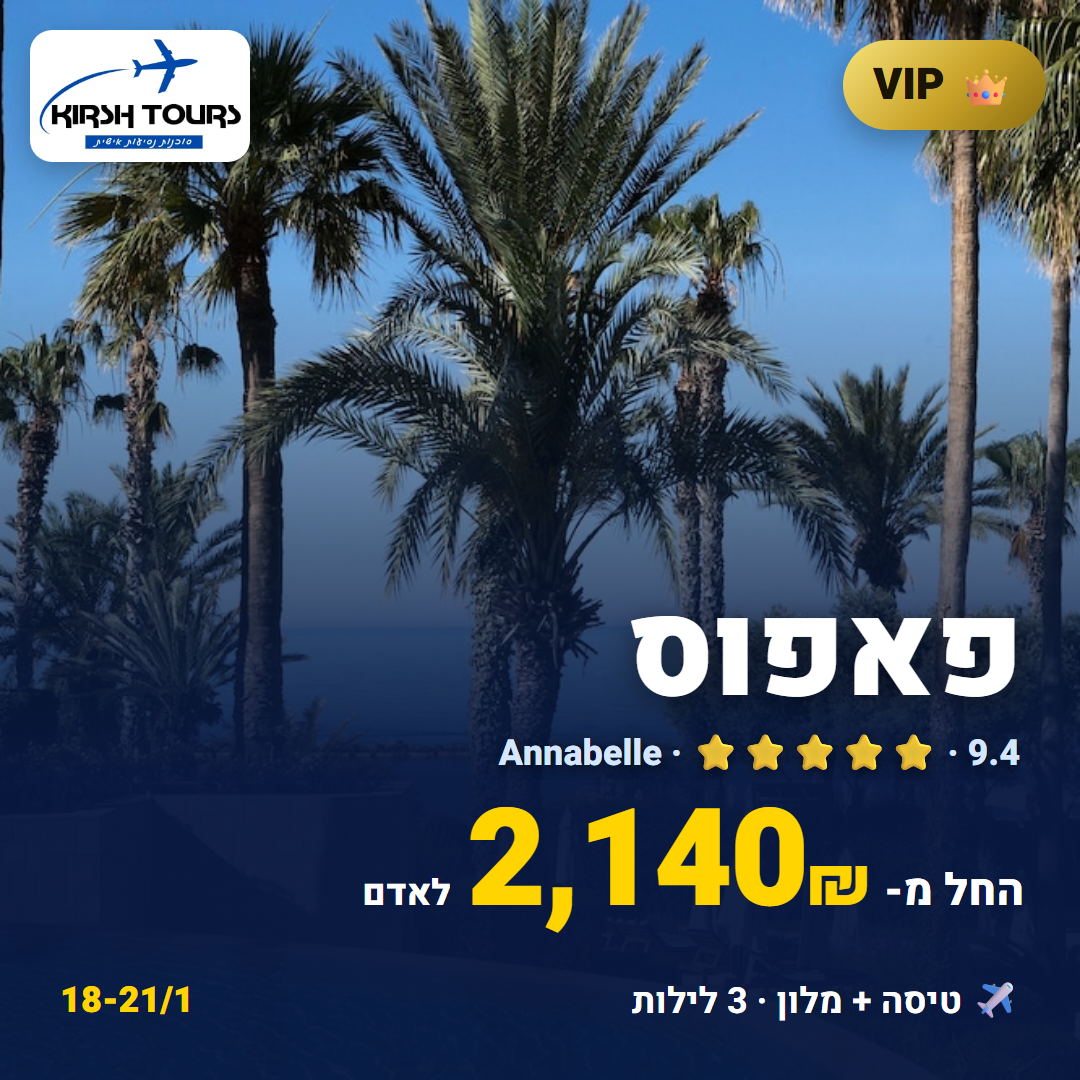 KIRSH TOURS
סוכנות נסיעות אישית
VIP
פאפוס
Annabelle · ⭐⭐⭐⭐⭐ · 9.4
החל מ- ₪2,140 לאדם
✈️ טיסה + מלון · 3 לילות
18-21/1